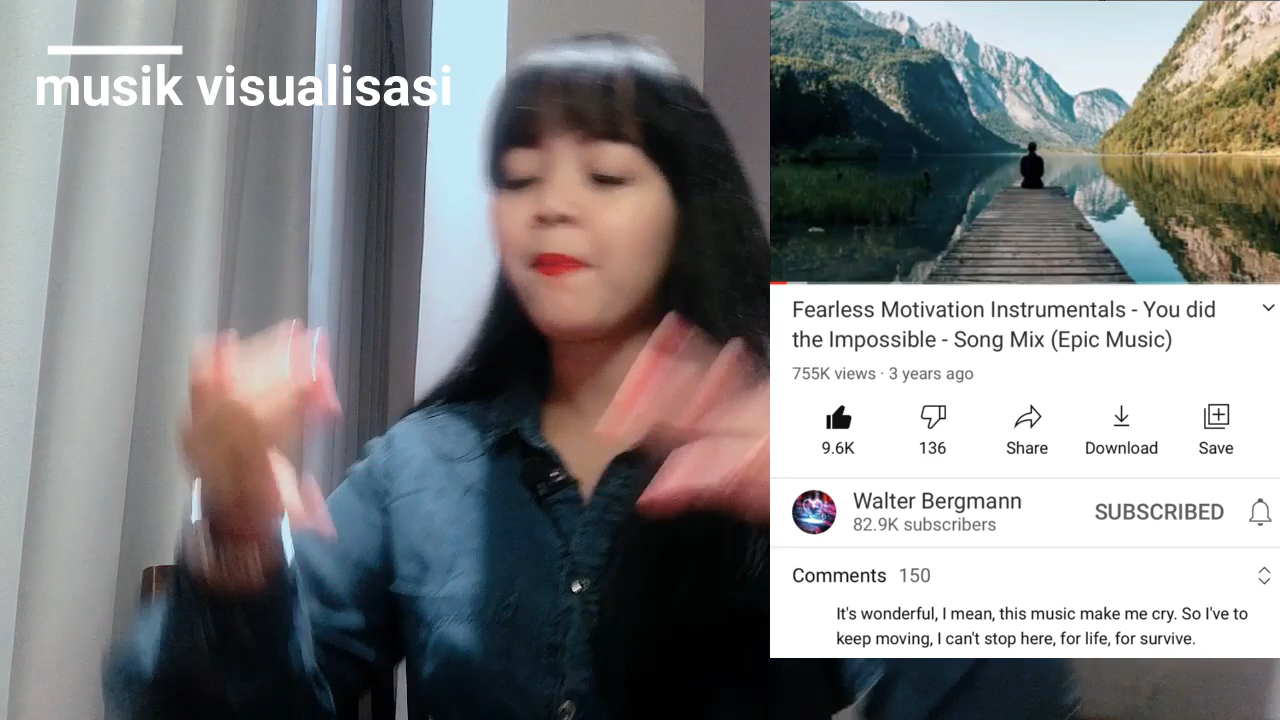 musik visualisasi
Fearless Motivation Instrumentals - You did
the Impossible - Song Mix (Epic Music)
755K views · 3 years ago
9.6K
136
Share
Download
Save
Walter Bergmann
82.9K subscribers
SUBSCRIBED
Comments 150
It's wonderful, I mean, this music make me cry. So I've to
keep moving, I can't stop here, for life, for survive.